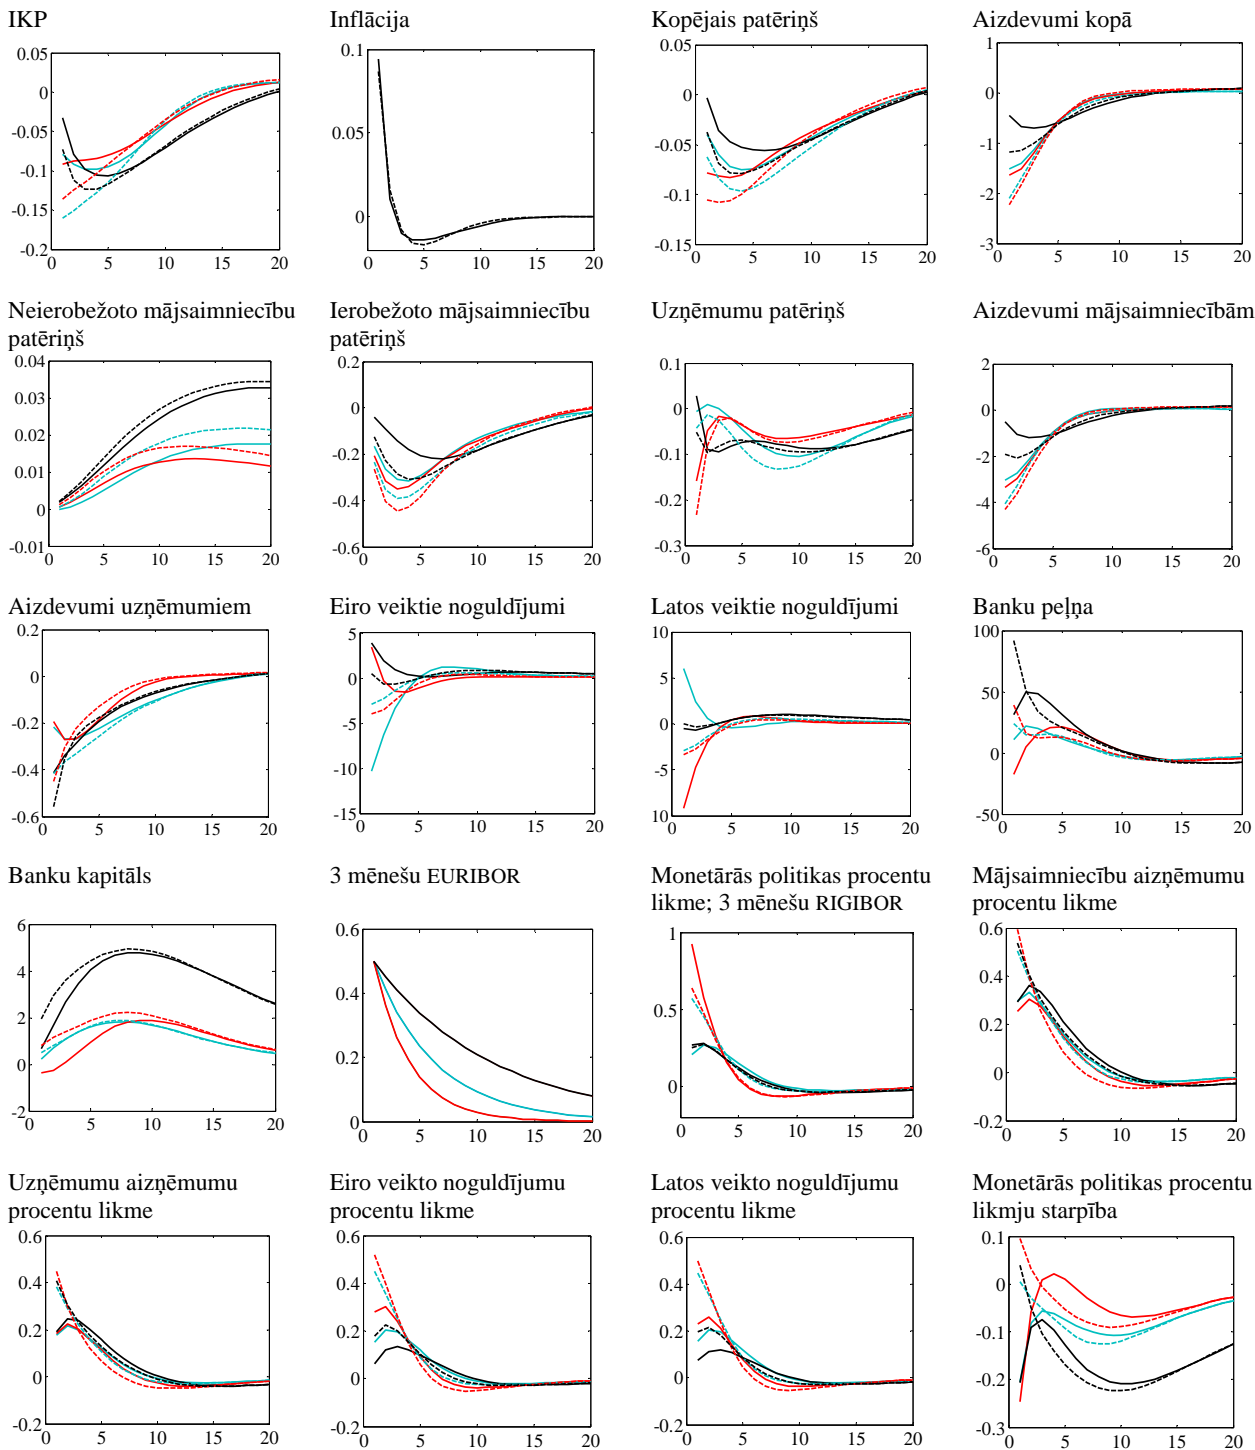 IKP
Inflācija
Kopējais patēriņš
Aizdevumi kopā
0.05
0
-0.05
-0.1
-0.15
-0.2
0 5 10 15 20
0.1
0.05
0
0 5 10 15 20
0.05
0
-0.05
-0.1
-0.15
0 5 10 15 20
1
0
-1
-2
-3
0 5 10 15 20
Neierobežoto mājsaimniecību
patēriņš
Ierobežoto mājsaimniecību
patēriņš
Uzņēmumu patēriņš
Aizdevumi mājsaimniecībām
0.04
0.03
0.02
0.01
0
-0.01
0 5 10 15 20
0.2
0
-0.2
-0.4
-0.6
0 5 10 15 20
0.1
0
-0.1
-0.2
-0.3
0 5 10 15 20
2
0
-2
-4
-6
0 5 10 15 20
Aizdevumi uzņēmumiem
Eiro veiktie noguldījumi
Latos veiktie noguldījumi
Banku peļņa
0.2
0
-0.2
-0.4
-0.6
0 5 10 15 20
5
0
-5
-10
-15
0 5 10 15 20
10
5
0
-5
10
0 5 10 15 20
100
50
0
-50
0 5 10 15 20
Banku kapitāls
3 mēnešu EURIBOR
Monetārās politikas procentu
likme; 3 mēnešu RIGIBOR
Mājsaimniecību aizņēmumu
procentu likme
6
4
2
0
-2
0 5 10 15 20
0.6
0.4
0.2
0
0 5 10 15 20
1
0.5
0
0 5 10 15 20
0.6
0.4
0.2
0
-0.2
0 5 10 15 20
Uzņēmumu aizņēmumu
procentu likme
Eiro veikto noguldījumu
procentu likme
Latos veikto noguldījumu
procentu likme
Monetārās politikas procentu
likmju starpība
0.6
0.4
0.2
0
-0.2
0 5 10 15 20
0.6
0.4
0.2
0
-0.2
0 5 10 15 20
0.6
0.4
0.2
0
-0.2
0 5 10 15 20
0.1
0
-0.1
-0.2
-0.3
0 5 10 15 20